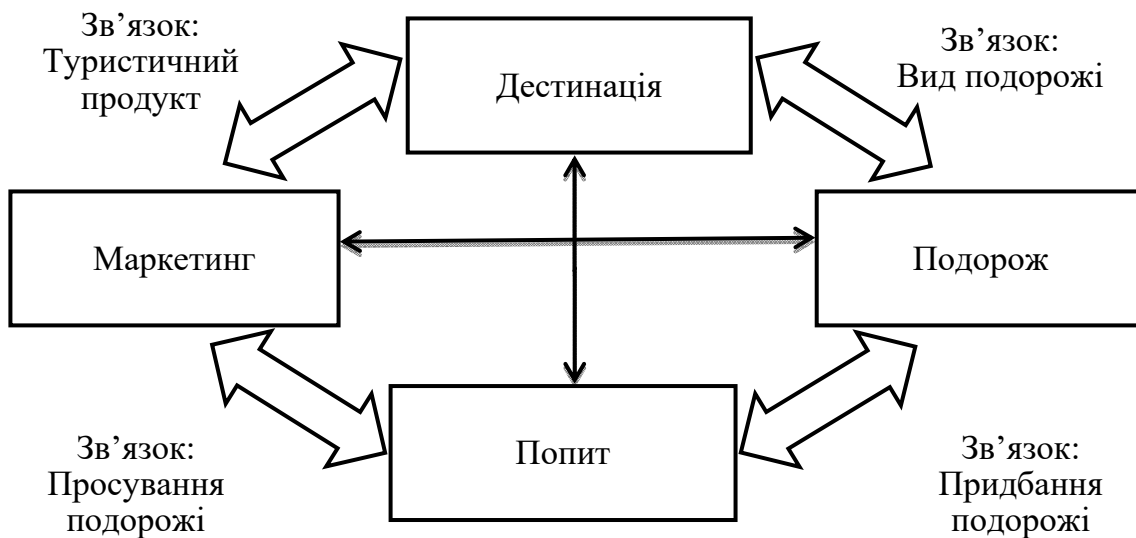 Зв’язок:
Туристичний
продукт
Дестинація
Зв’язок:
Вид подорожі
Маркетинг
Подорож
Зв’язок:
Просування
подорожі
Попит
Зв’язок:
Придбання
подорожі